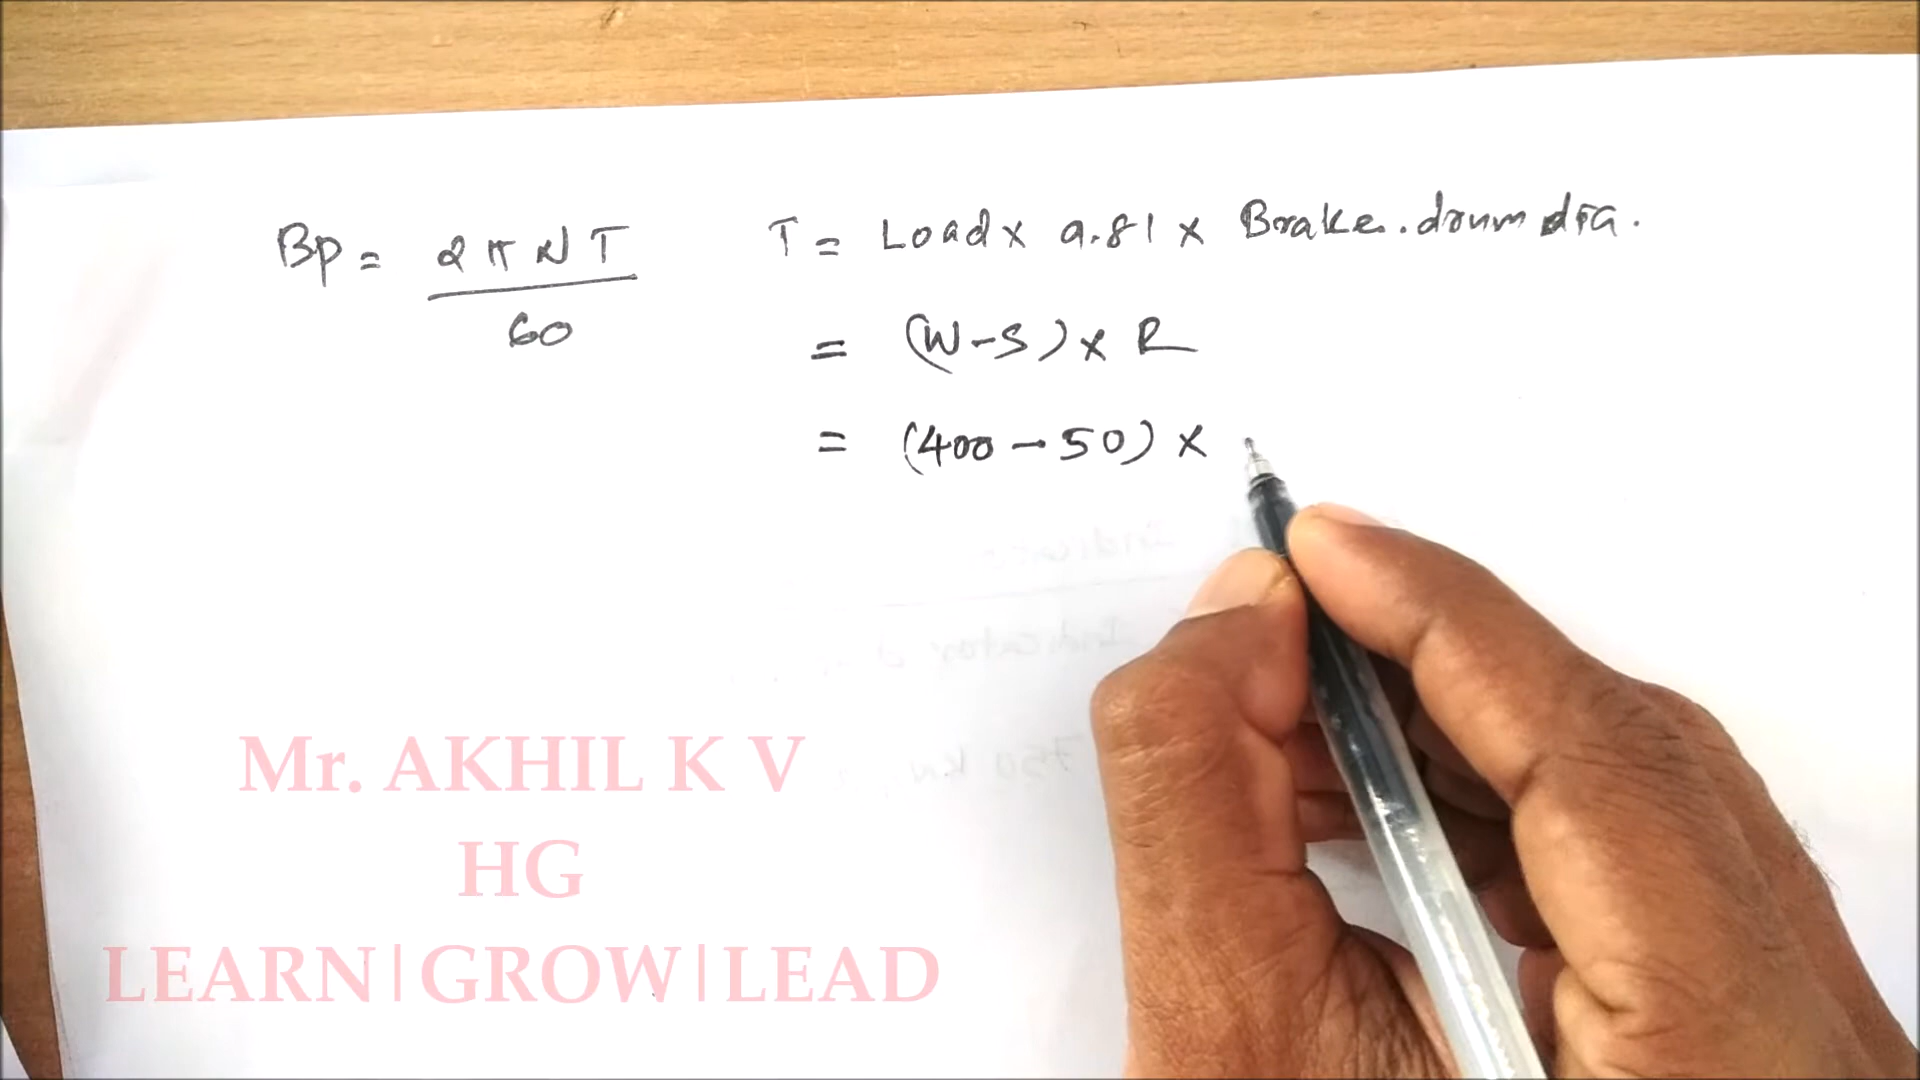 Bp = 2πNT / 60
T = Load x 9.81 x Brake.drum dia.
= (W-S) x R
= (400 - 50) x
Mr. AKHIL K V
HG
LEARN|GROW|LEAD